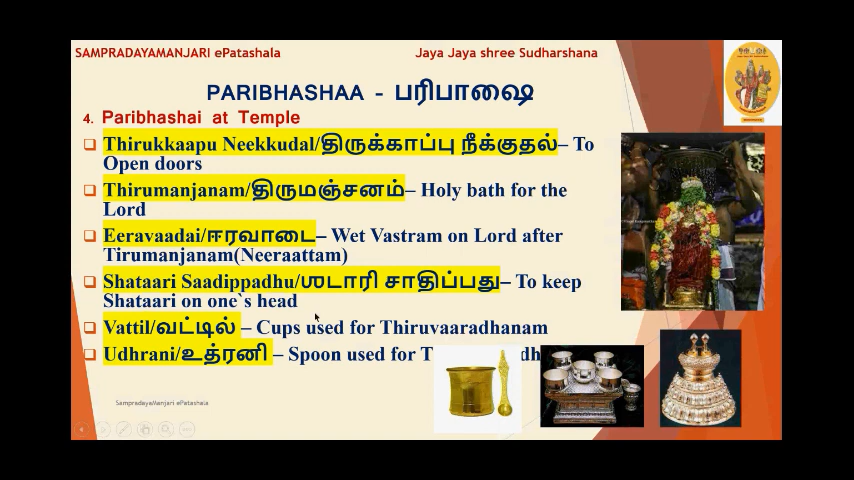 SAMPRADAYAMANJARI ePatashala
Jaya Jaya shree Sudharshana
PARIBHASHAA - பரிபாஷை
4. Paribhashai at Temple
Thirukkaapu Neekkudal/திருக்காப்பு நீக்குதல்– To
Open doors
Thirumanjanam/திருமஞ்சனம்– Holy bath for the
Lord
Eeravaadai/ஈரவாடை– Wet Vastram on Lord after
Tirumanjanam(Neeraattam)
Shataari Saadippadhu/ஶடாரி சாதிப்பது– To keep
Shataari on one`s head
Vattil/வட்டில் – Cups used for Thiruvaaradhanam
Udhrani/உத்ரனி – Spoon used for
SampradayaManjari ePatashala